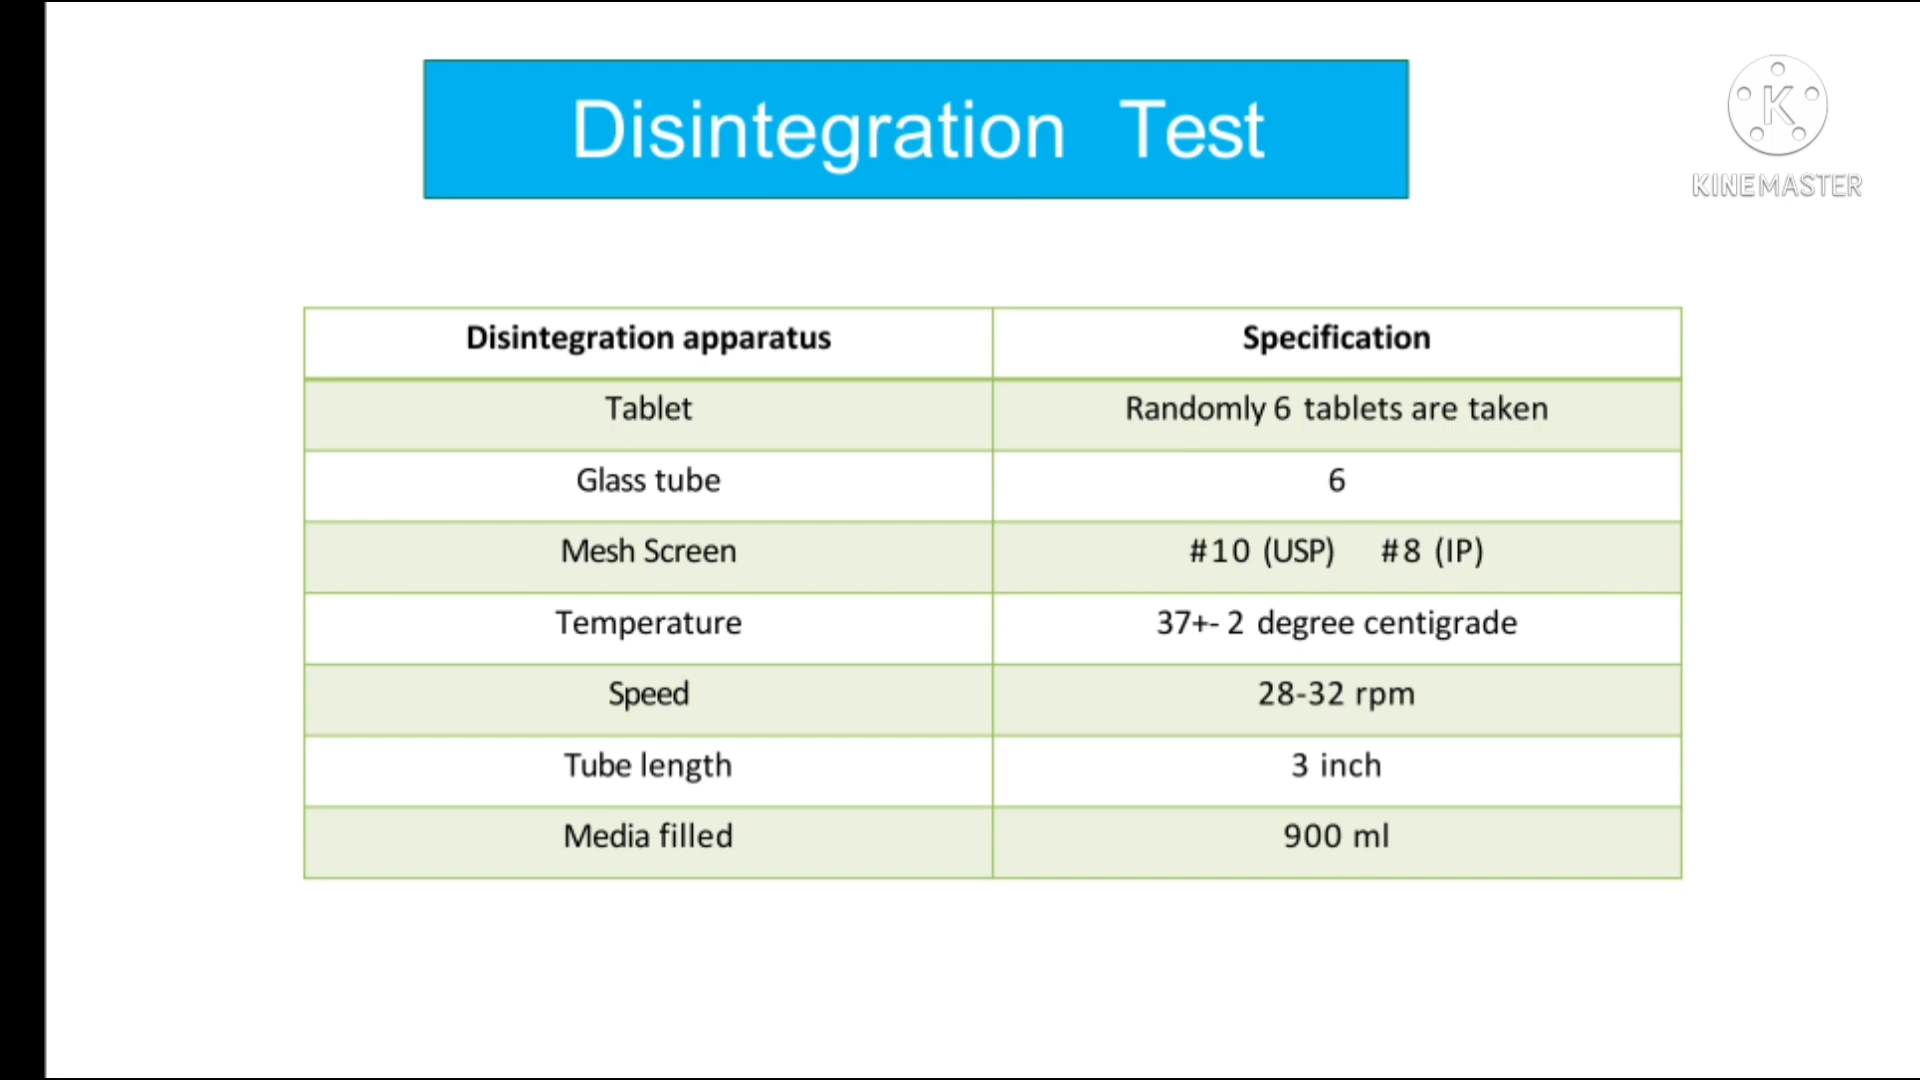 Disintegration Test
K
KINEMASTER
Disintegration apparatus Specification
Tablet Randomly 6 tablets are taken
Glass tube 6
Mesh Screen #10 (USP) #8 (IP)
Temperature 37+- 2 degree centigrade
Speed 28-32 rpm
Tube length 3 inch
Media filled 900 ml